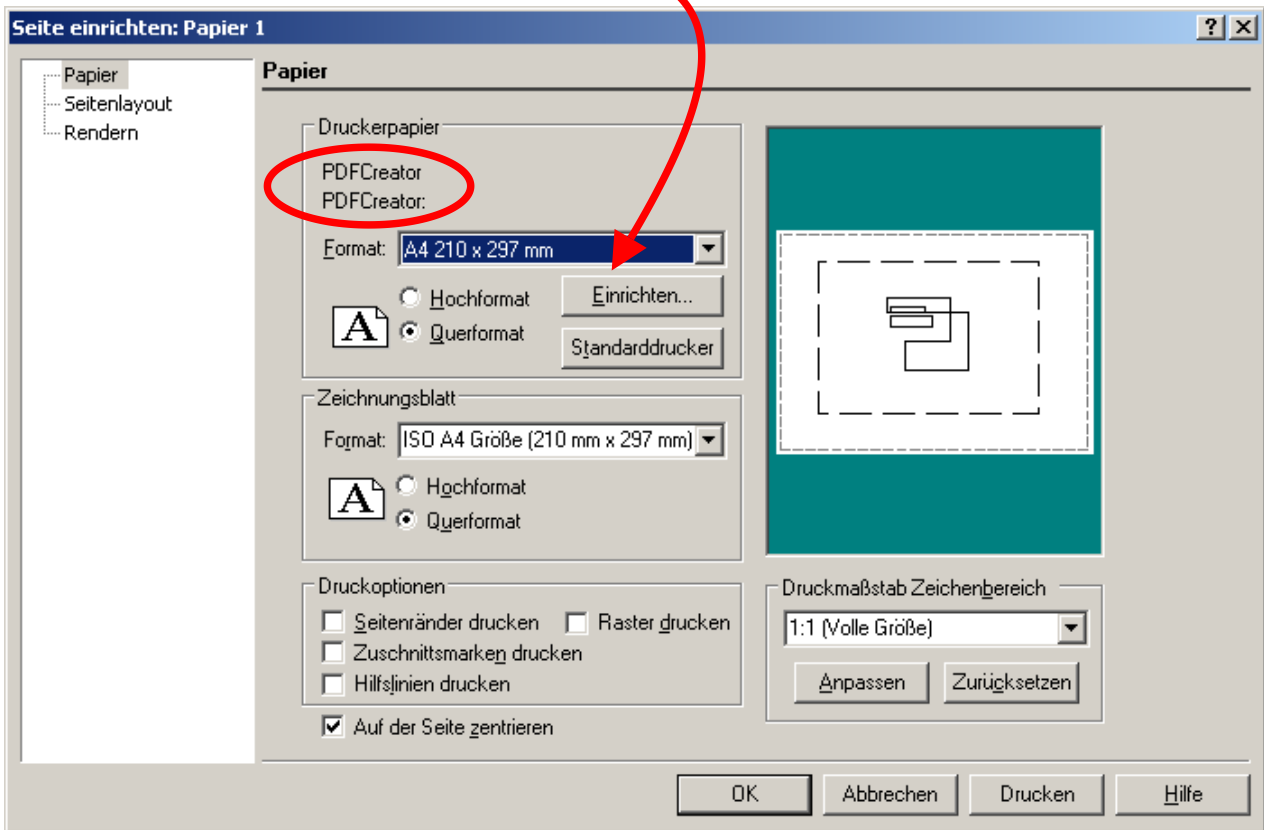 Seite einrichten: Papier 1
Papier
Seitenlayout
Rendern
Papier
Druckerpapier
PDFCreator
PDFCreator:
Format: A4 210 x 297 mm
Hochformat
Querformat
Einrichten...
Standarddrucker
A
Zeichnungsblatt
Format: ISO A4 Größe (210 mm x 297 mm)
Hochformat
Querformat
A
Druckoptionen
Seitenränder drucken Raster drucken
Zuschnittsmarken drucken
Hilfslinien drucken
Auf der Seite zentrieren
Druckmaßstab Zeichenbereich
1:1 (Volle Größe)
Anpassen Zurücksetzen
OK Abbrechen Drucken Hilfe